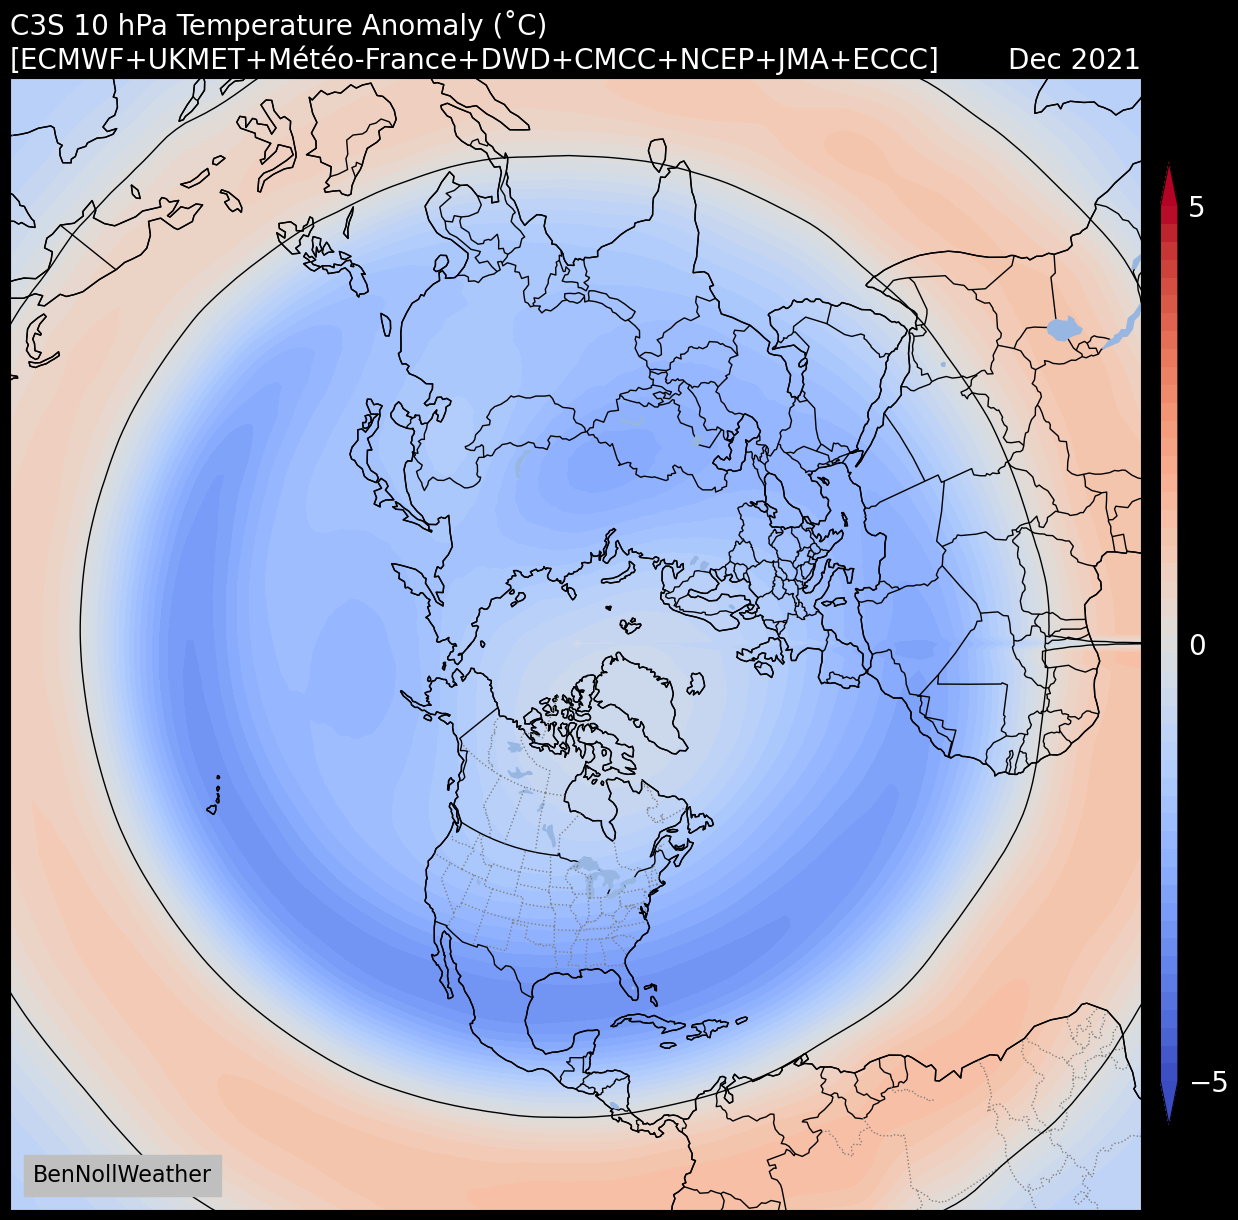 C3S 10 hPa Temperature Anomaly (˚C)
[ECMWF+UKMET+Météo-France+DWD+CMCC+NCEP+JMA+ECCC] Dec 2021
5
0
−5
BenNollWeather